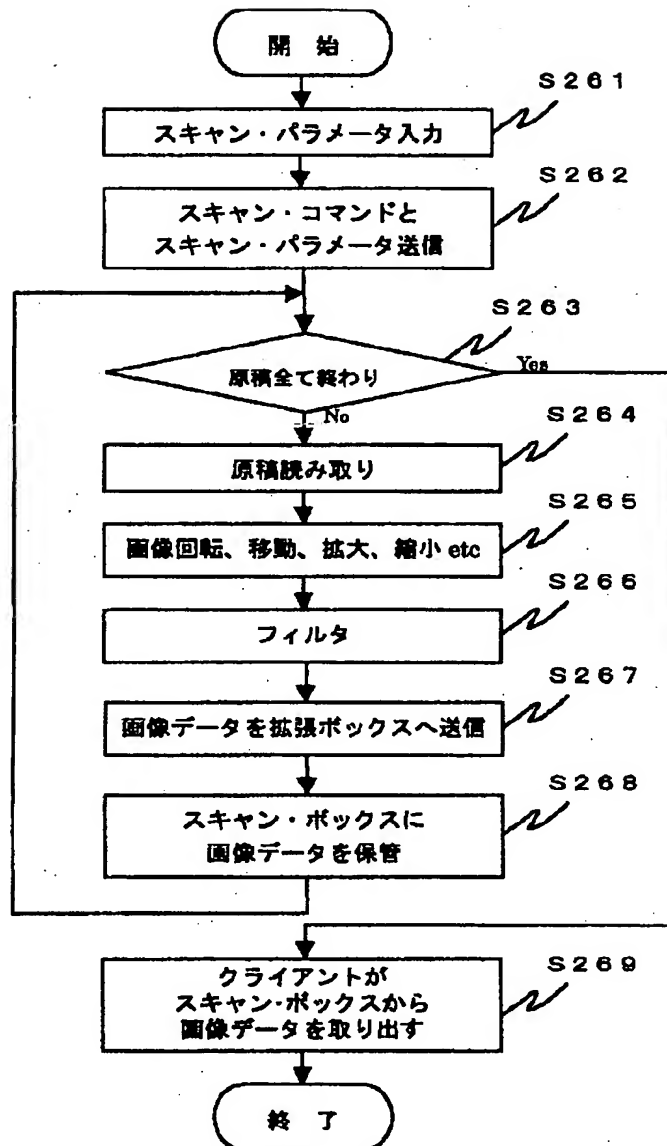 開 始
S261
スキャン・パラメータ入力
S262
スキャン・コマンドと
スキャン・パラメータ送信
S263
原稿全て終わり
Yes
No
S264
原稿読み取り
S265
画像回転、移動、拡大、縮小 etc
S266
フィルタ
S267
画像データを拡張ボックスへ送信
S268
スキャン・ボックスに
画像データを保管
S269
クライアントが
スキャン・ボックスから
画像データを取り出す
終 了